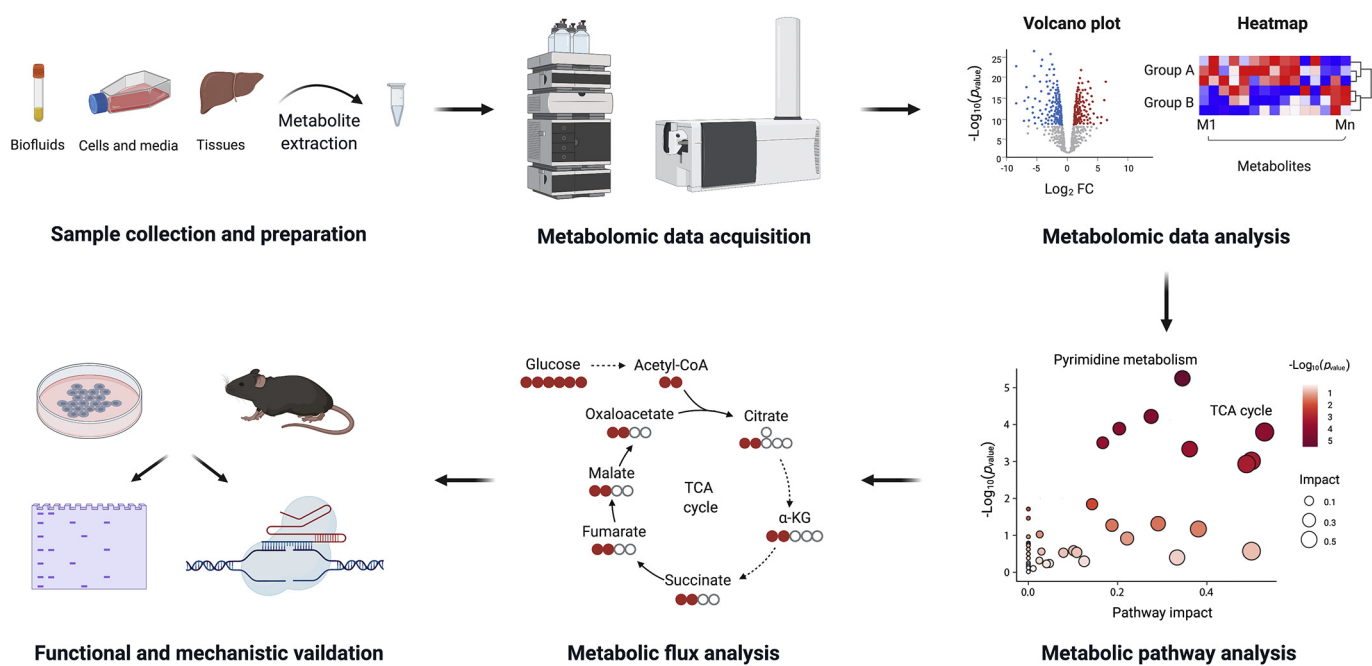 Biofluids
Cells and media
Tissues
Metabolite
extraction
Sample collection and preparation
Metabolomic data acquisition
Volcano plot
-Log10(pvalue)
25
20
15
10
5
0
-10
-5
0
5
10
Log2 FC
Heatmap
Group A
Group B
M1
Mn
Metabolites
Metabolomic data analysis
Pyrimidine metabolism
TCA cycle
-Log10(pvalue)
5
4
3
2
1
0
0.0
0.2
0.4
Pathway impact
-Log10(pvalue)
1
2
3
4
5
Impact
0.1
0.3
0.5
Metabolic pathway analysis
Glucose
Acetyl-CoA
Oxaloacetate
Citrate
Malate
TCA
cycle
α-KG
Fumarate
Succinate
Metabolic flux analysis
Functional and mechanistic vaildation